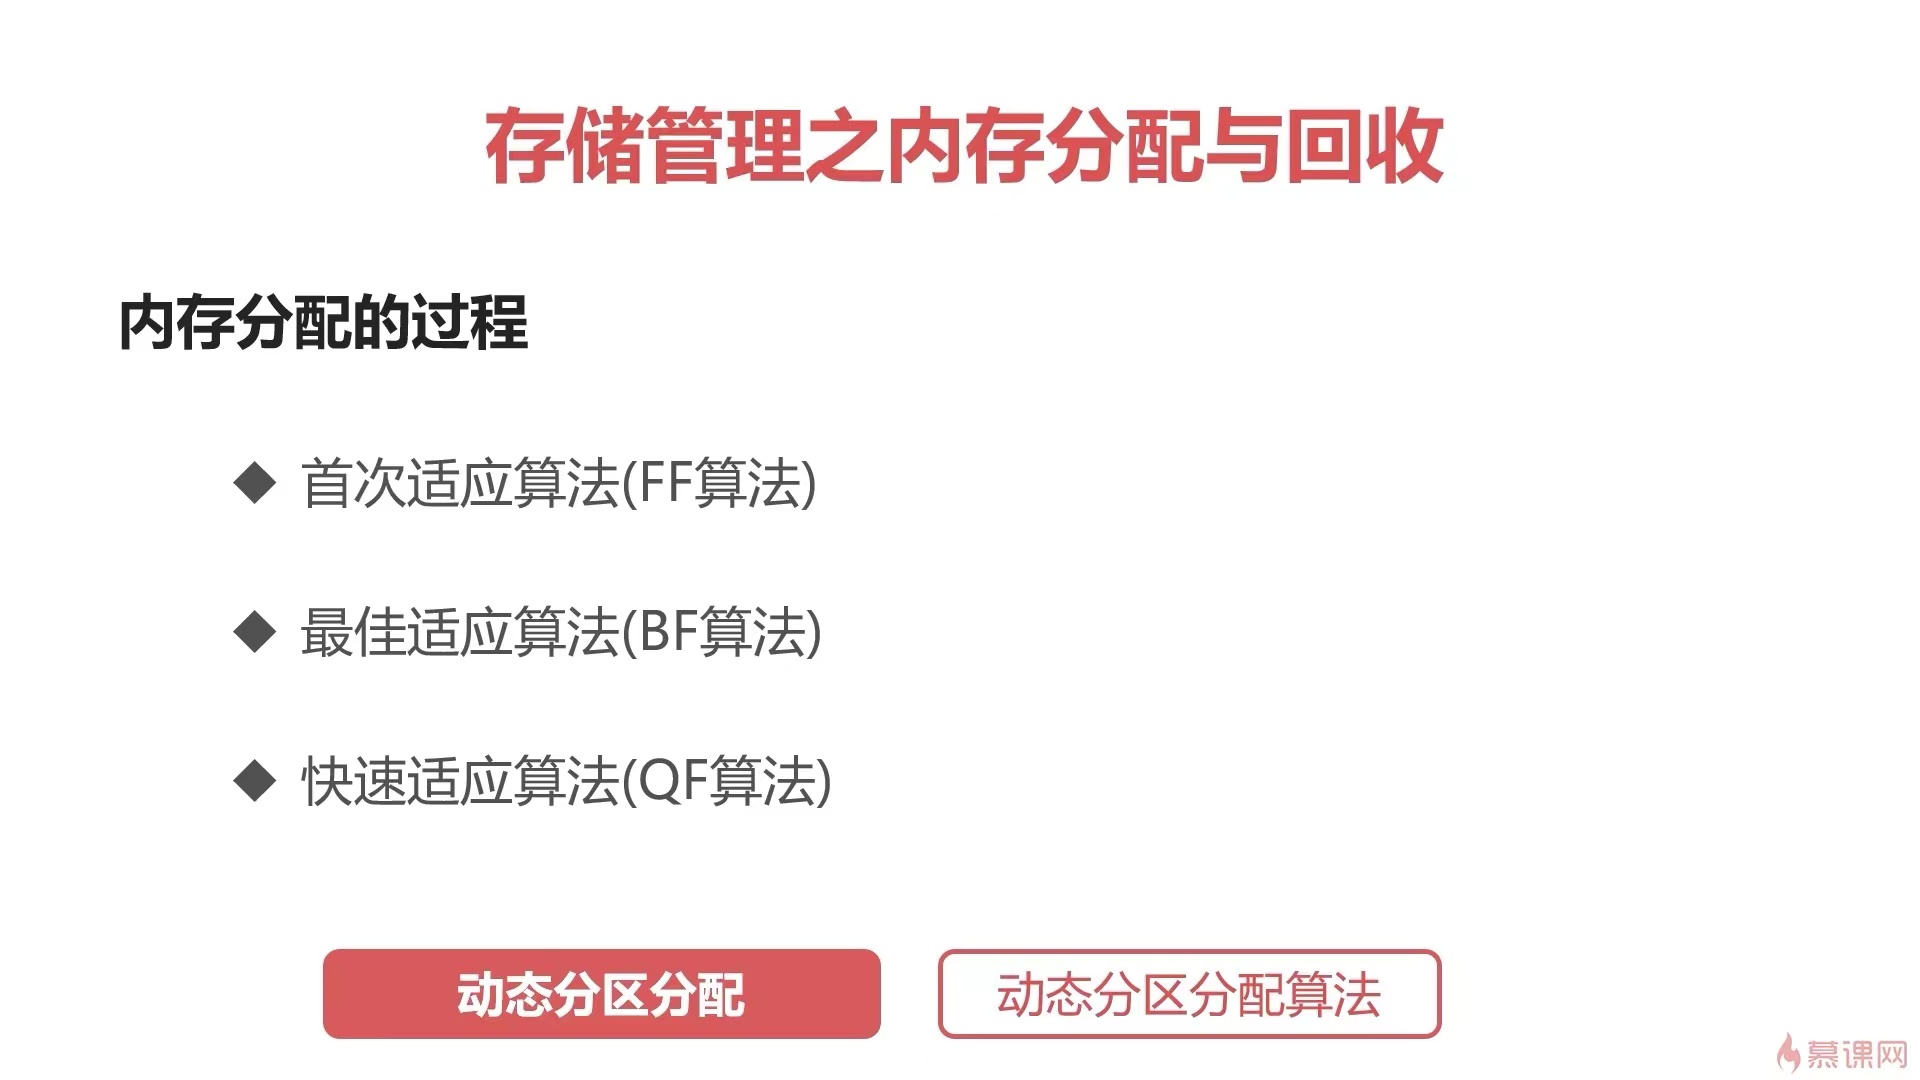 存储管理之内存分配与回收
内存分配的过程
◆ 首次适应算法(FF算法)
◆ 最佳适应算法(BF算法)
◆ 快速适应算法(QF算法)
动态分区分配
动态分区分配算法
慕课网